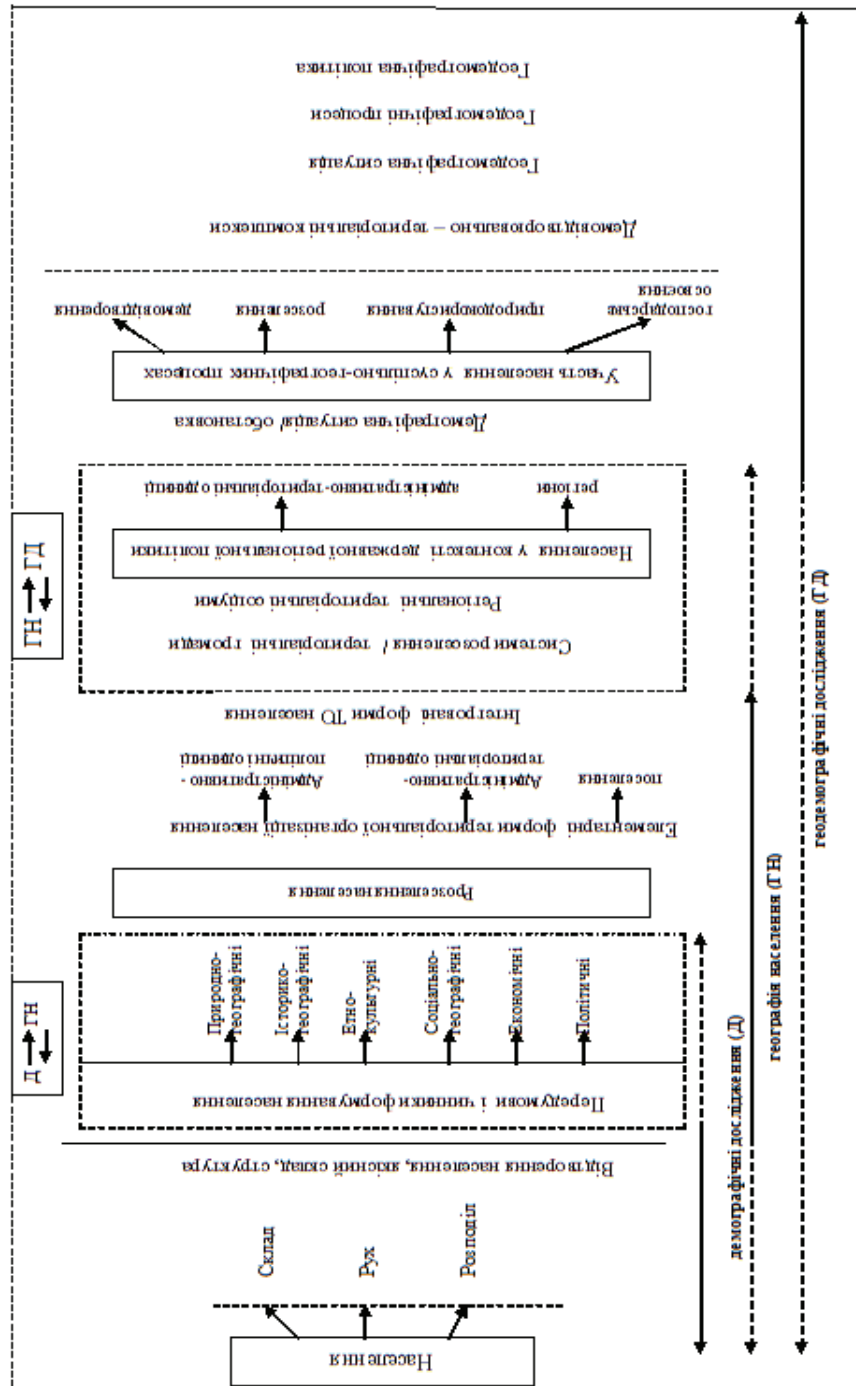 Населення
Розподіл
Рух
Склад
Відтворення населення, якісний склад, структура
Передумови і чинники формування населення
Політичні
Економічні
Соціально-
географічні
Етно-
культурні
Історико-
географічні
Природно-
географічні
Д
ГН
Розселення населення
Елементарні форми територіальної організації населення
поселення
Адміністративно-
територіальні одиниці
Адміністративно -
політичні одиниці
Інтегровані форми ТО населення
Системи розселення / територіальні громади
Регіональні територіальні соціуми
Населення у контексті державної регіональної політики
регіони
адміністративно-територіальні одиниці
ГН
ГД
Демографічна ситуація/ обстановка
Участь населення у суспільно-географічних процесах
господарське
освоєння
природокористування
розселення
демовідтворення
Демовідтворювально – територіальні комплекси
Геодемографічна ситуація
Геодемографічні процеси
Геодемографічна політика
демографічні дослідження (Д)
географія населення (ГН)
геодемографічні дослідження (ГД)